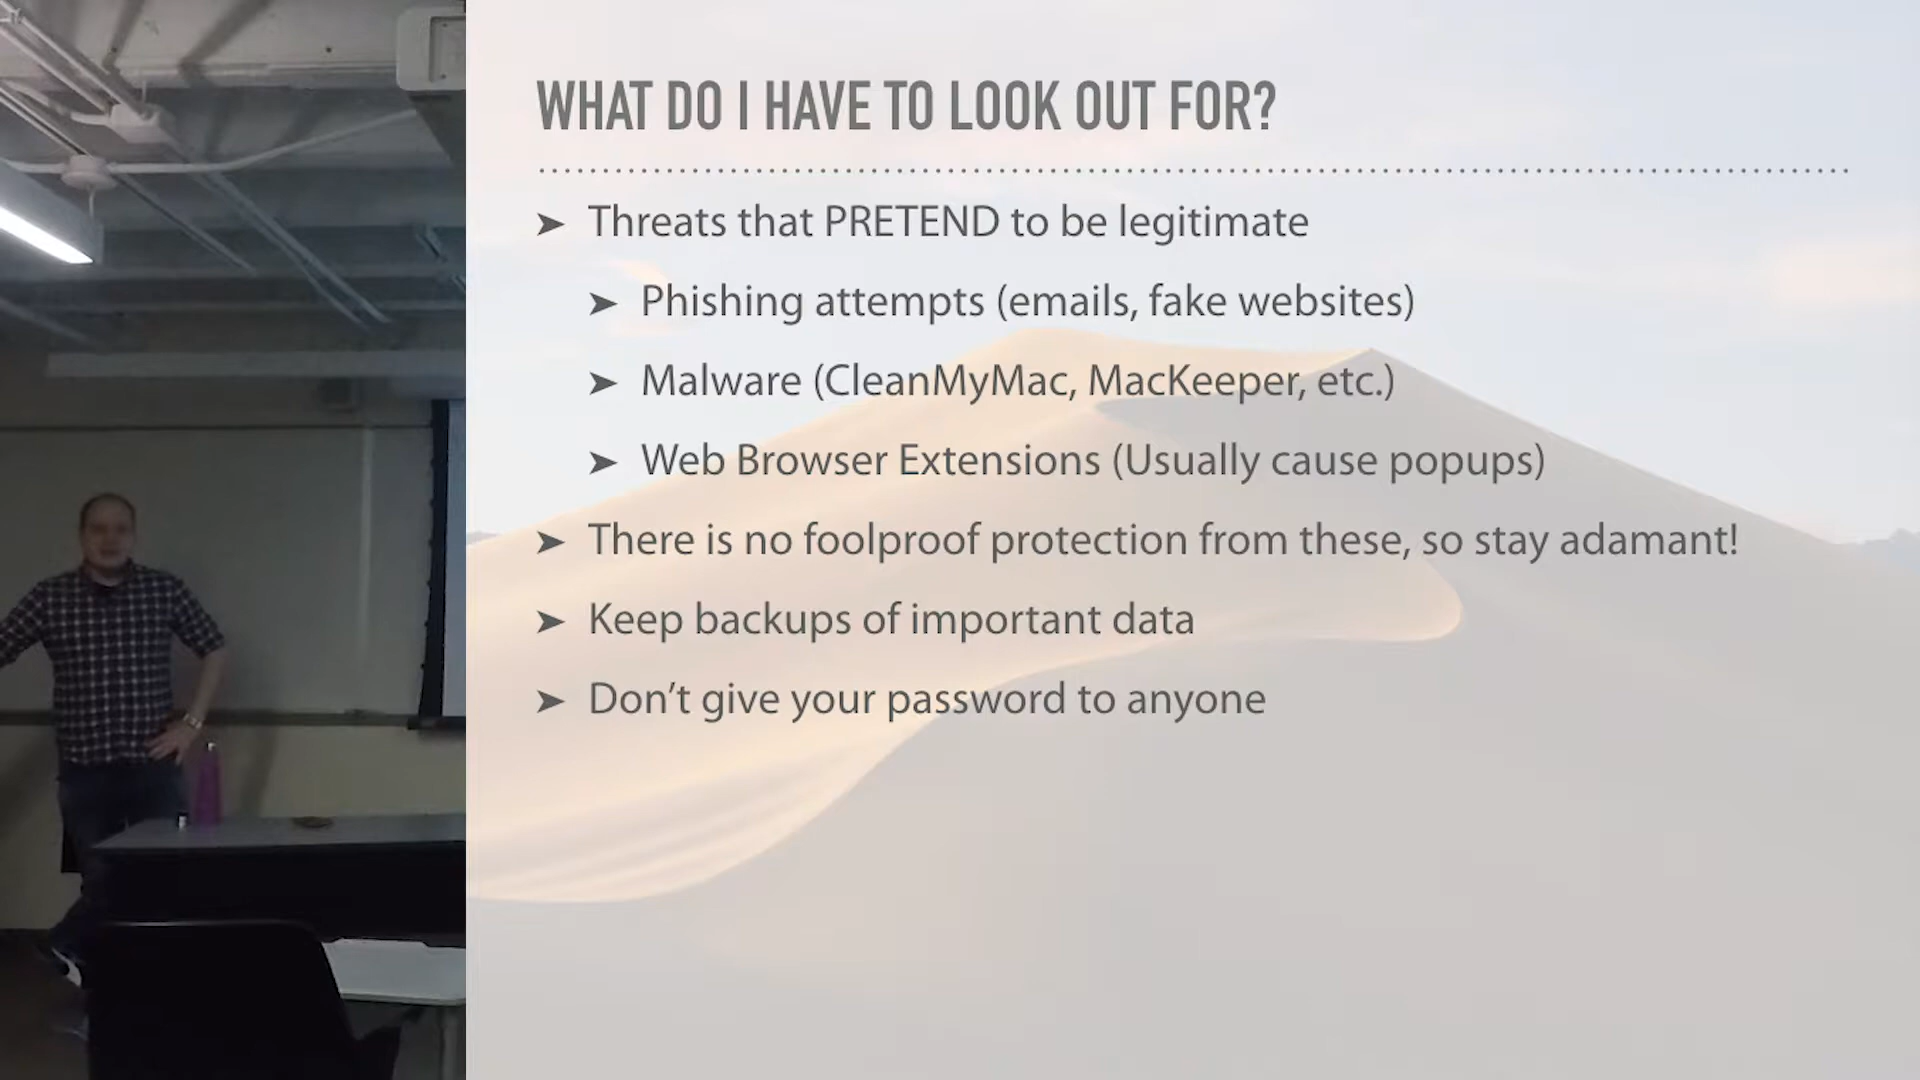 WHAT DO I HAVE TO LOOK OUT FOR?
➤ Threats that PRETEND to be legitimate
➤ Phishing attempts (emails, fake websites)
➤ Malware (CleanMyMac, MacKeeper, etc.)
➤ Web Browser Extensions (Usually cause popups)
➤ There is no foolproof protection from these, so stay adamant!
➤ Keep backups of important data
➤ Don’t give your password to anyone